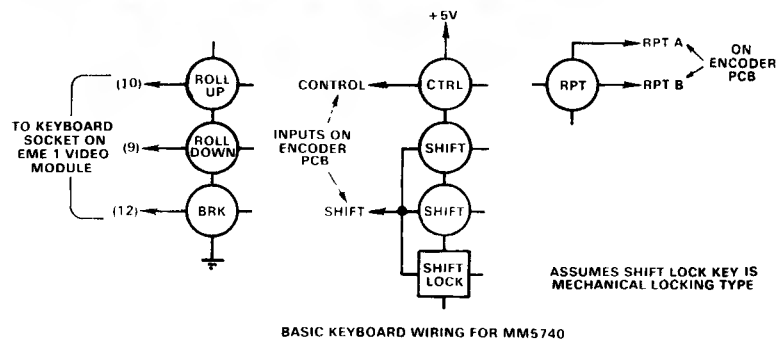 +5V
(10)
ROLL
UP
CONTROL
CTRL
RPT
RPT A
RPT B
ON
ENCODER
PCB
TO KEYBOARD
SOCKET ON
EME 1 VIDEO
MODULE
(9)
ROLL
DOWN
INPUTS ON
ENCODER
PCB
SHIFT
(12)
BRK
SHIFT
SHIFT
SHIFT
LOCK
ASSUMES SHIFT LOCK KEY IS
MECHANICAL LOCKING TYPE
BASIC KEYBOARD WIRING FOR MM5740